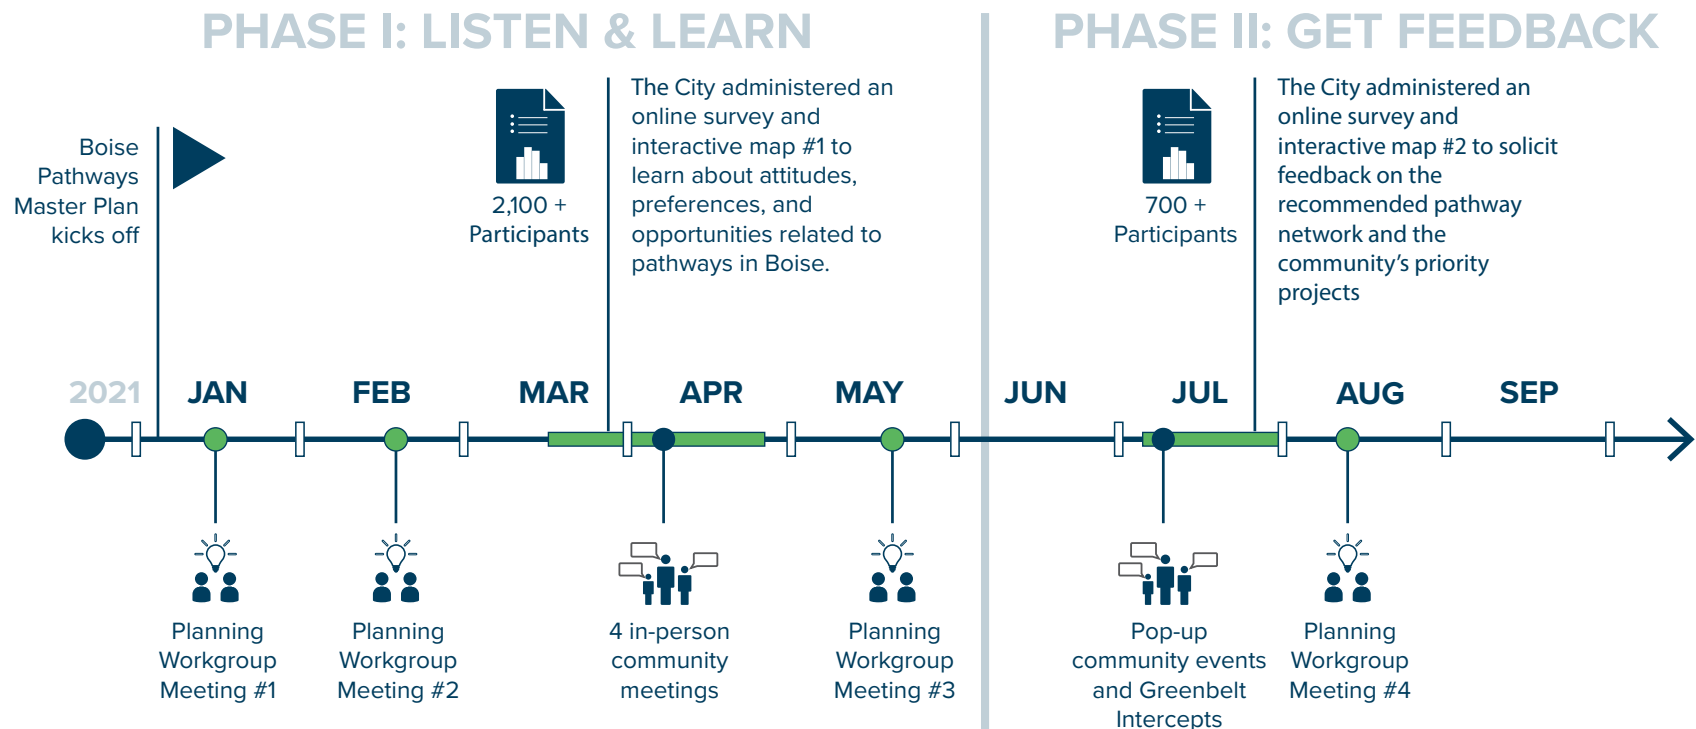 PHASE I: LISTEN & LEARN
PHASE II: GET FEEDBACK
Boise
Pathways
Master Plan
kicks off
2,100 +
Participants
The City administered an
online survey and
interactive map #1 to
learn about attitudes,
preferences, and
opportunities related to
pathways in Boise.
700 +
Participants
The City administered an
online survey and
interactive map #2 to solicit
feedback on the
recommended pathway
network and the
community's priority
projects
2021
JAN
FEB
MAR
APR
MAY
JUN
JUL
AUG
SEP
Planning
Workgroup
Meeting #1
Planning
Workgroup
Meeting #2
4 in-person
community
meetings
Planning
Workgroup
Meeting #3
Pop-up
community events
and Greenbelt
Intercepts
Planning
Workgroup
Meeting #4